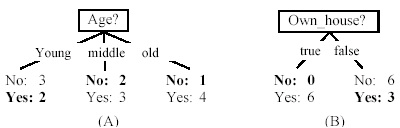 Age? Own_house?
Young middle old true false
No: 3 No: 2 No: 1 No: 0 No: 6
Yes: 2 Yes: 3 Yes: 4 Yes: 6 Yes: 3
(A) (B)